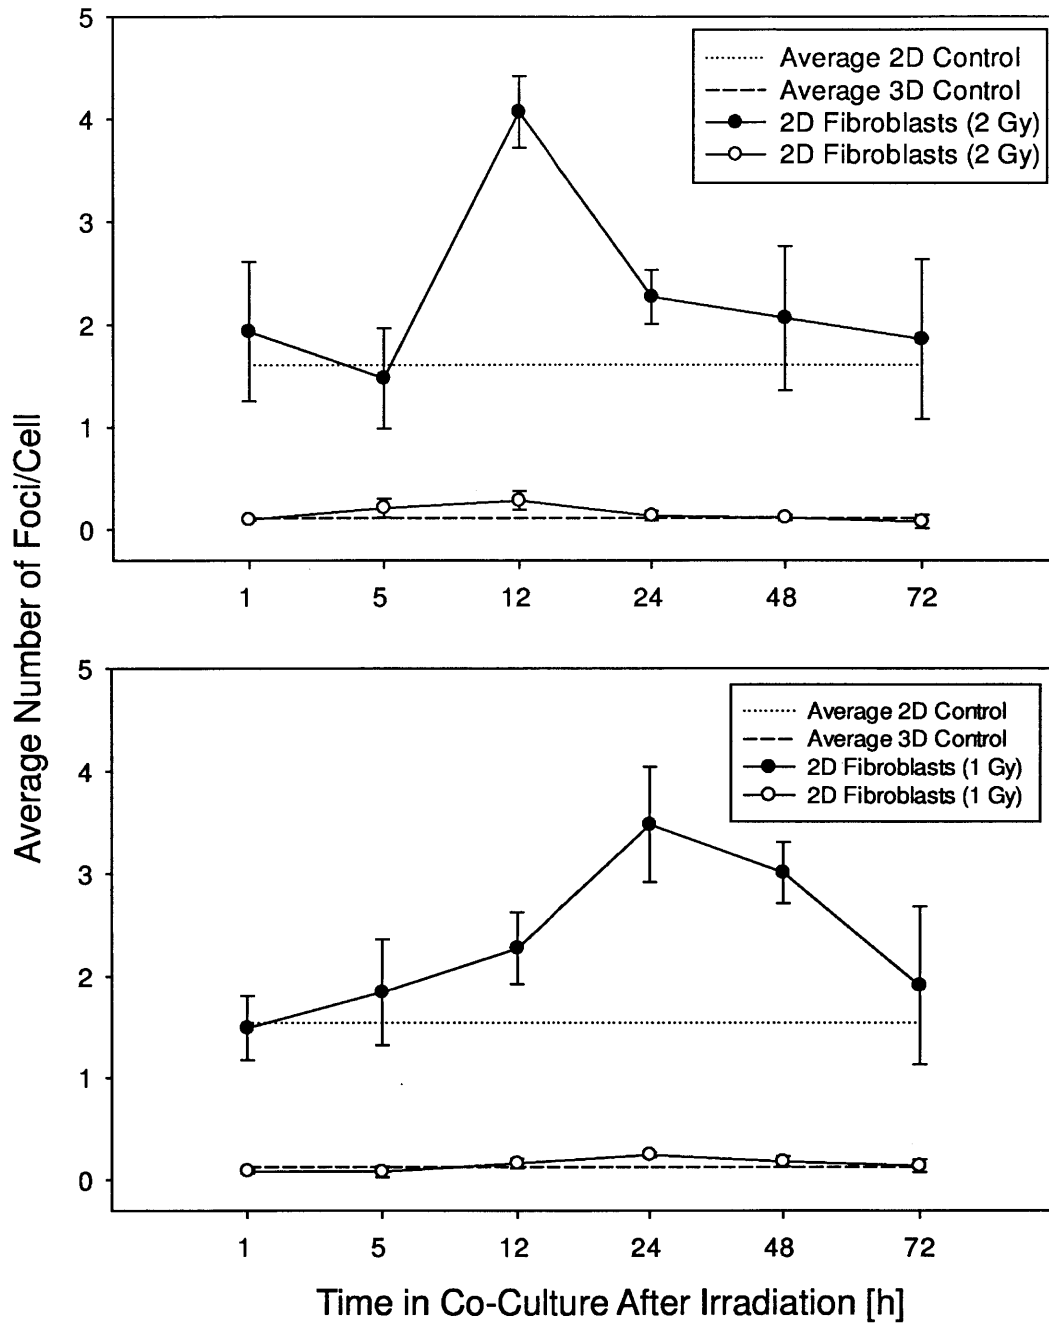 Average Number of Foci/Cell
5
4
3
2
1
0
Average 2D Control
Average 3D Control
2D Fibroblasts (2 Gy)
2D Fibroblasts (2 Gy)
1 5 12 24 48 72
5
4
3
2
1
0
Average 2D Control
Average 3D Control
2D Fibroblasts (1 Gy)
2D Fibroblasts (1 Gy)
1 5 12 24 48 72
Time in Co-Culture After Irradiation [h]